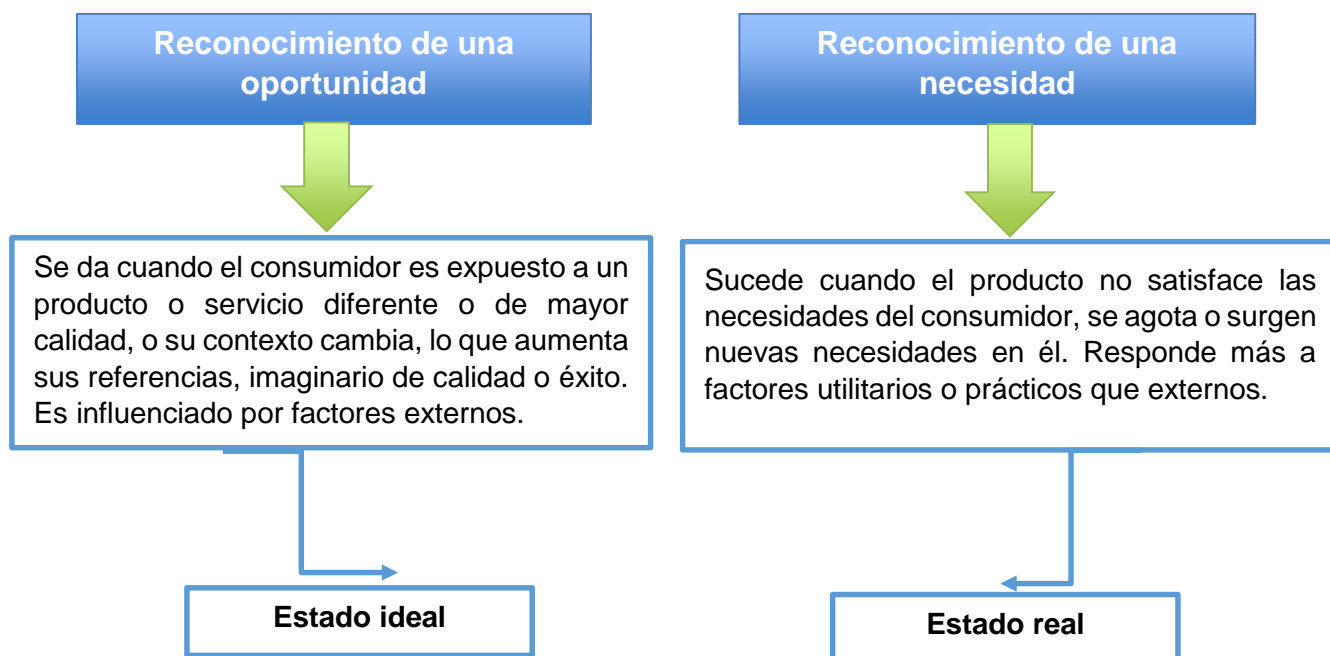 Reconocimiento de una
oportunidad
Se da cuando el consumidor es expuesto a un
producto o servicio diferente o de mayor
calidad, o su contexto cambia, lo que aumenta
sus referencias, imaginario de calidad o éxito.
Es influenciado por factores externos.
Estado ideal
Reconocimiento de una
necesidad
Sucede cuando el producto no satisface las
necesidades del consumidor, se agota o surgen
nuevas necesidades en él. Responde más a
factores utilitarios o prácticos que externos.
Estado real